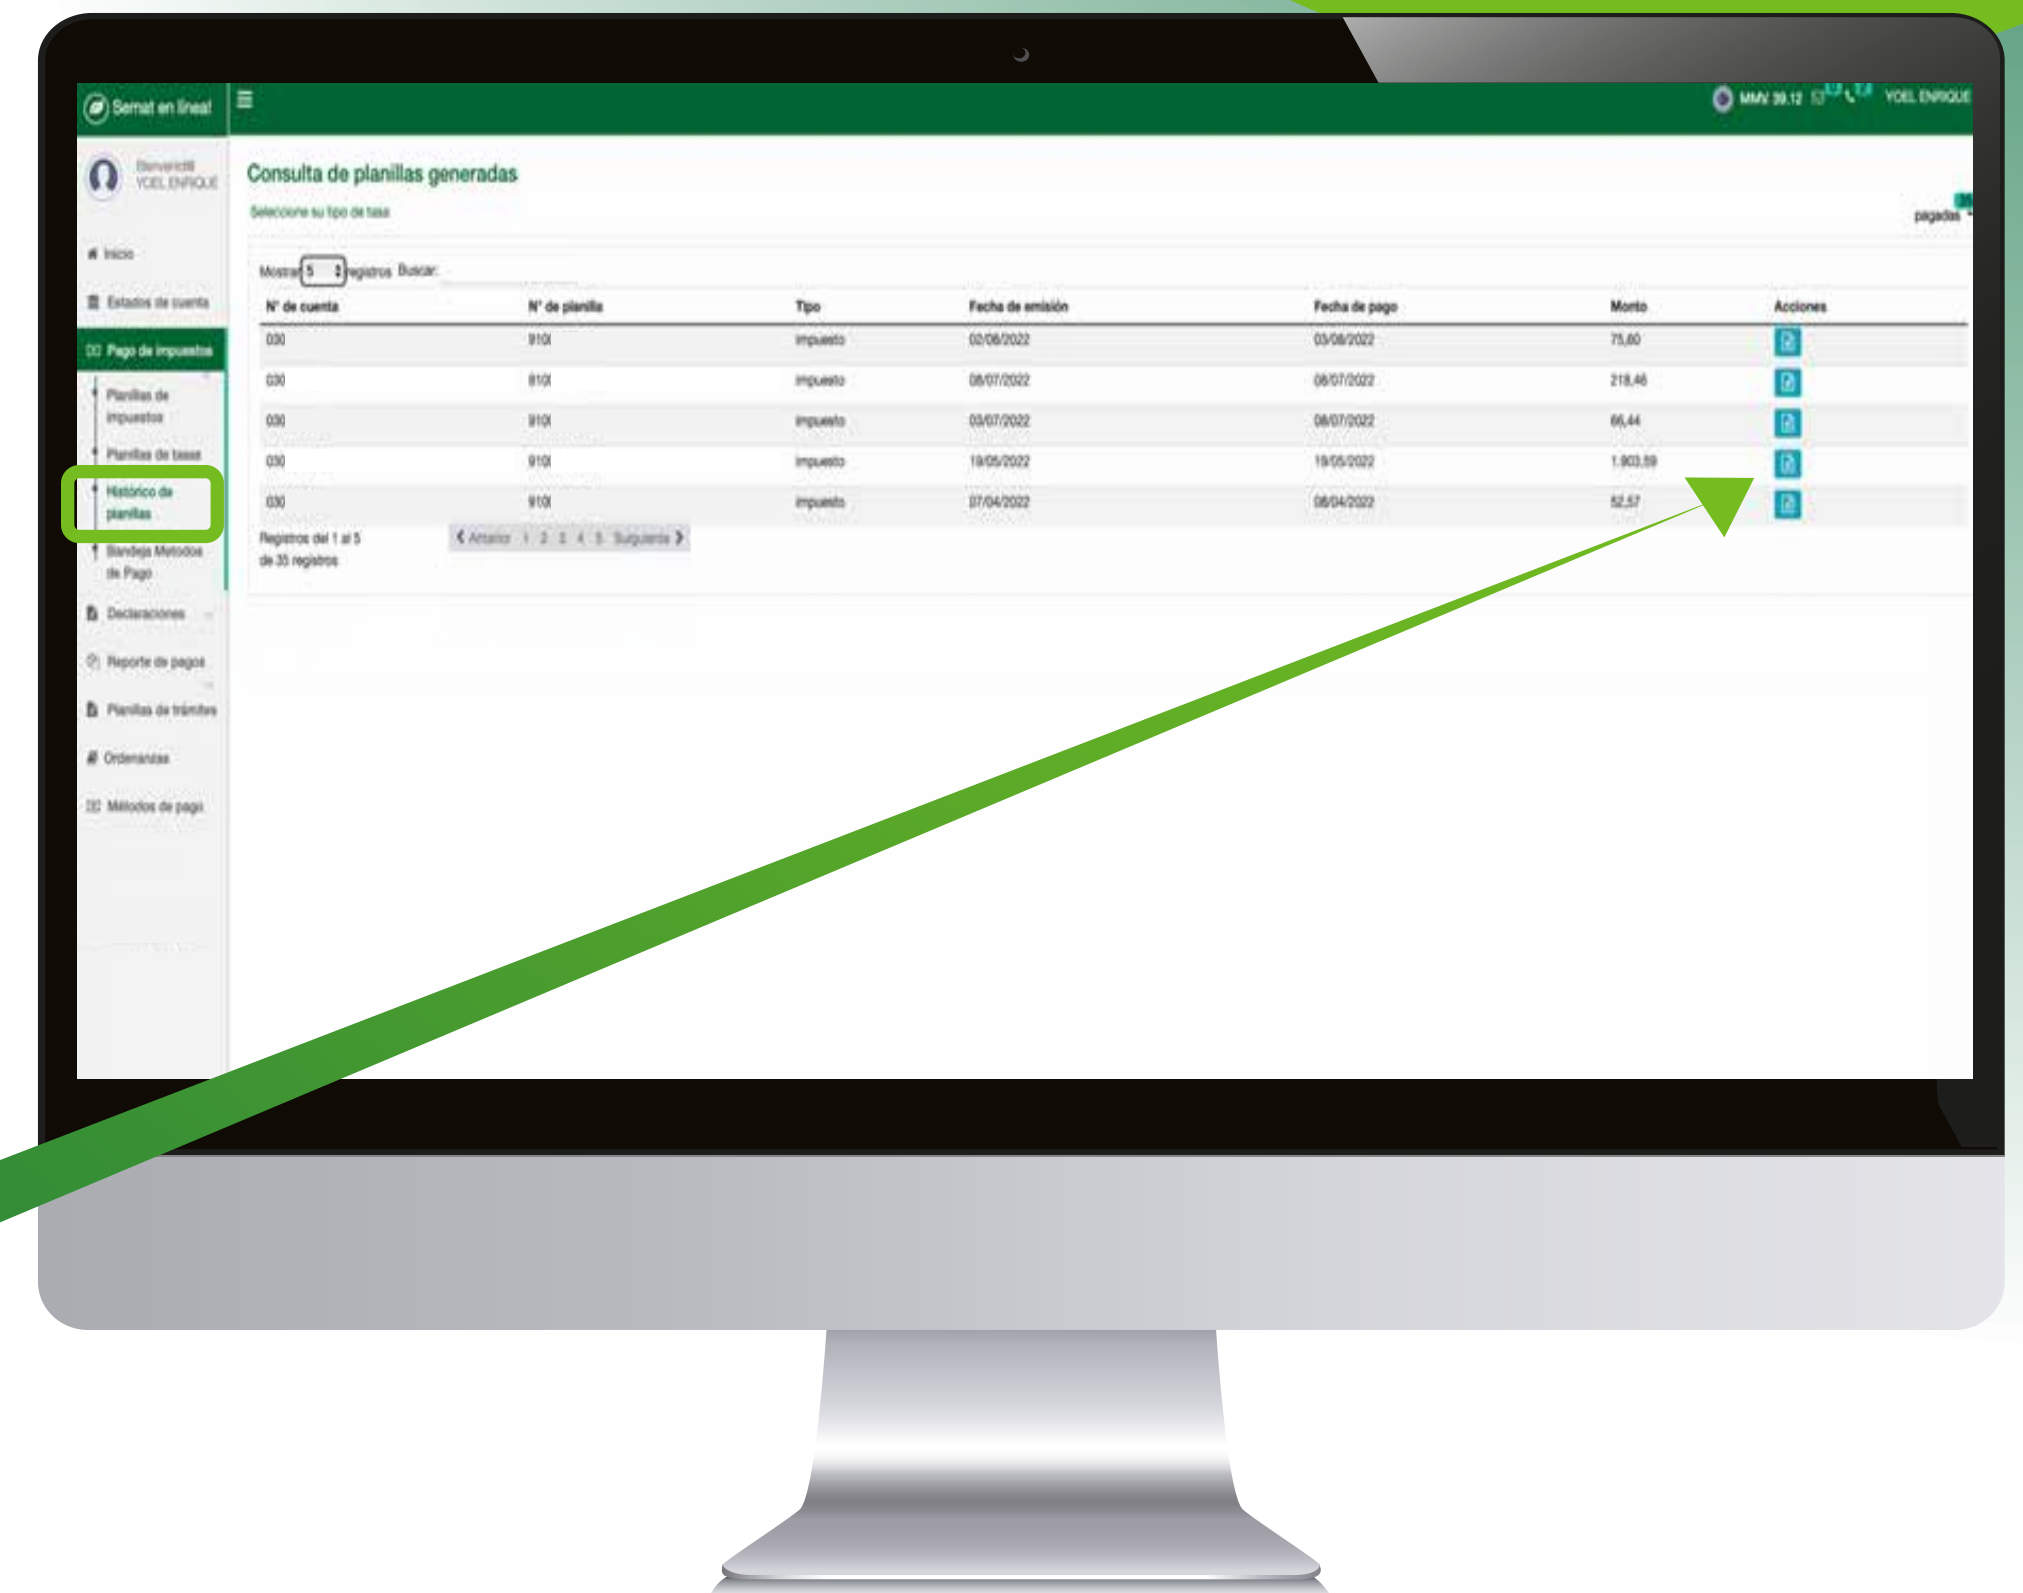 Semat en línea!
MMV 39.12
YOEL ENRIQUE
YOEL ENRIQUE
Consulta de planillas generadas
Seleccione su tipo de tasa
35
pagadas
Inicio
Estados de cuenta
Pago de impuestos
Planillas de
impuestos
Planillas de tasas
Histórico de
planillas
Bandeja Metodos
de Pago
Declaraciones
Reporte de pagos
Planillas de trámites
Ordenanzas
Métodos de pago
Mostrar 5 registros Buscar:
N° de cuenta N° de planilla Tipo Fecha de emisión Fecha de pago Monto Acciones
030 910 impuesto 02/08/2022 03/08/2022 75,60
030 910 impuesto 08/07/2022 08/07/2022 218,46
030 910 impuesto 03/07/2022 08/07/2022 66,44
030 910 impuesto 19/05/2022 19/05/2022 1.903,59
030 910 impuesto 07/04/2022 08/04/2022 52,57
Registros del 1 al 5
de 35 registros
Anterior 1 2 3 4 5